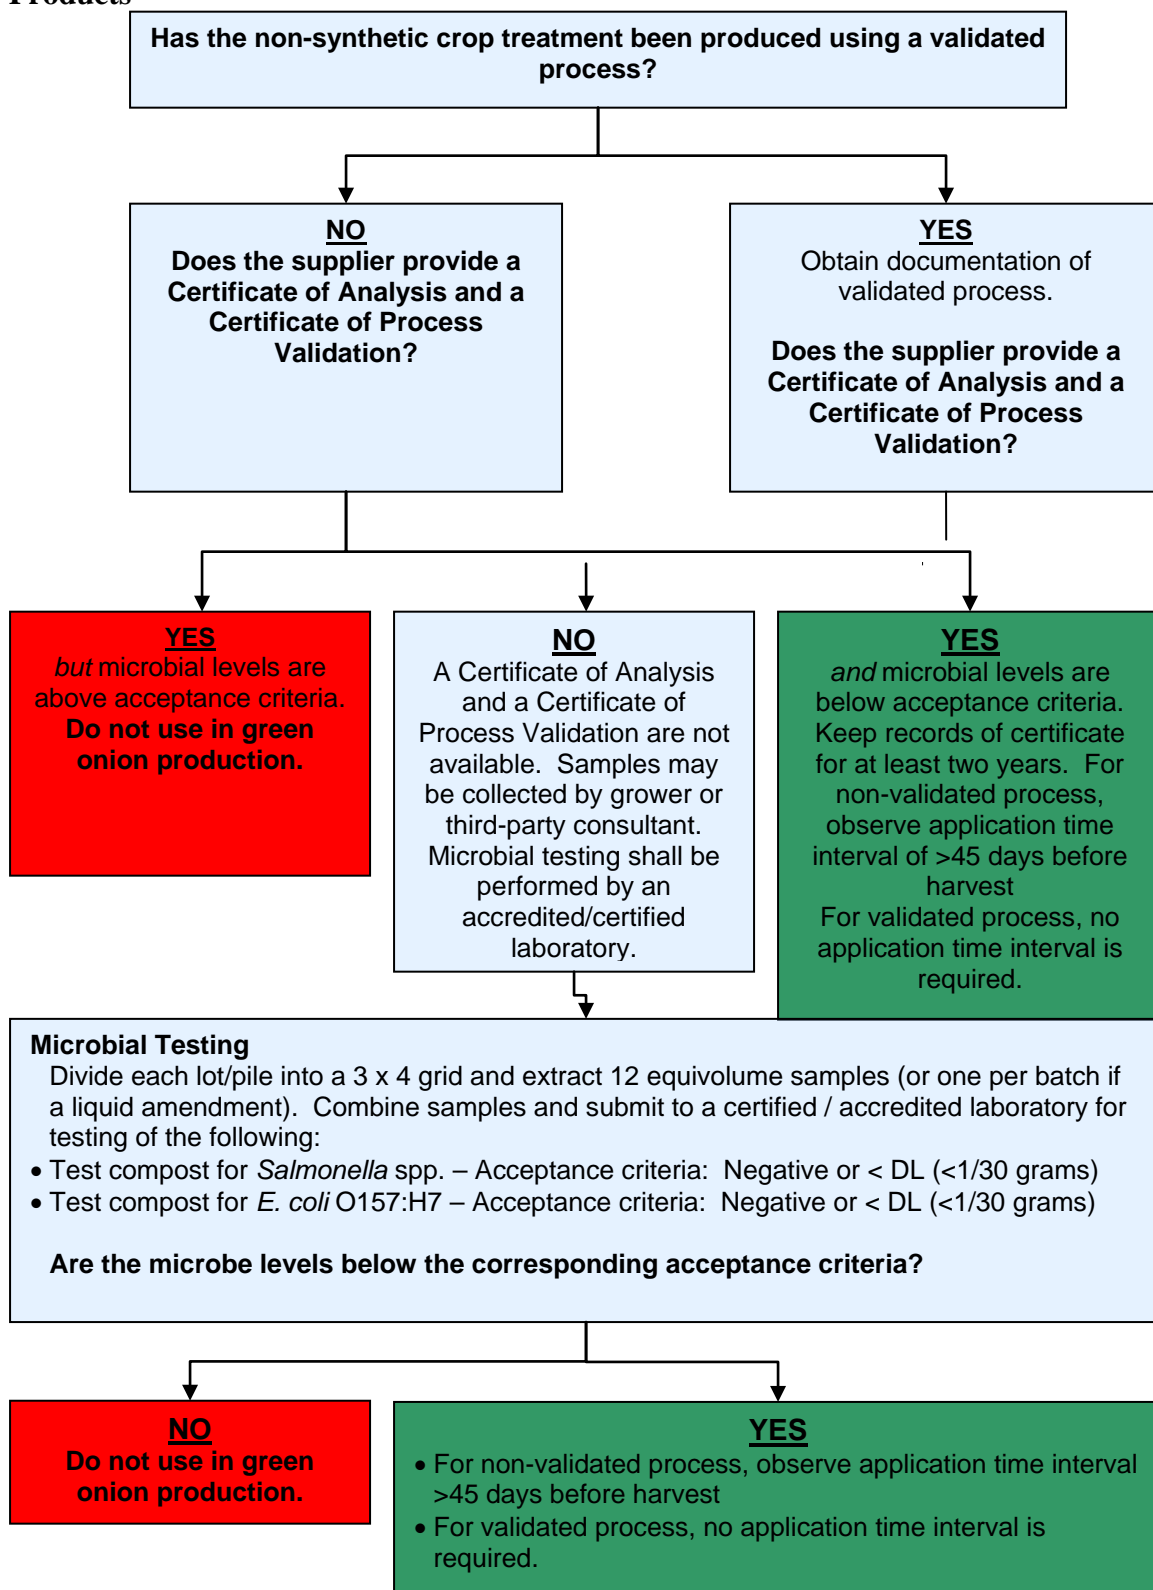 Products
Has the non-synthetic crop treatment been produced using a validated
process?
NO
Does the supplier provide a
Certificate of Analysis and a
Certificate of Process
Validation?
YES
Obtain documentation of
validated process.
Does the supplier provide a
Certificate of Analysis and a
Certificate of Process
Validation?
YES
but microbial levels are
above acceptance criteria.
Do not use in green
onion production.
NO
A Certificate of Analysis
and a Certificate of
Process Validation are not
available.  Samples may
be collected by grower or
third-party consultant.
Microbial testing shall be
performed by an
accredited/certified
laboratory.
YES
and microbial levels are
below acceptance criteria.
Keep records of certificate
for at least two years.  For
non-validated process,
observe application time
interval of >45 days before
harvest
For validated process, no
application time interval is
required.
Microbial Testing
Divide each lot/pile into a 3 x 4 grid and extract 12 equivolume samples (or one per batch if
a liquid amendment).  Combine samples and submit to a certified / accredited laboratory for
testing of the following:
• Test compost for Salmonella spp. – Acceptance criteria:  Negative or < DL (<1/30 grams)
• Test compost for E. coli O157:H7 – Acceptance criteria:  Negative or < DL (<1/30 grams)
Are the microbe levels below the corresponding acceptance criteria?
NO
Do not use in green
onion production.
YES
• For non-validated process, observe application time interval
>45 days before harvest
• For validated process, no application time interval is
required.